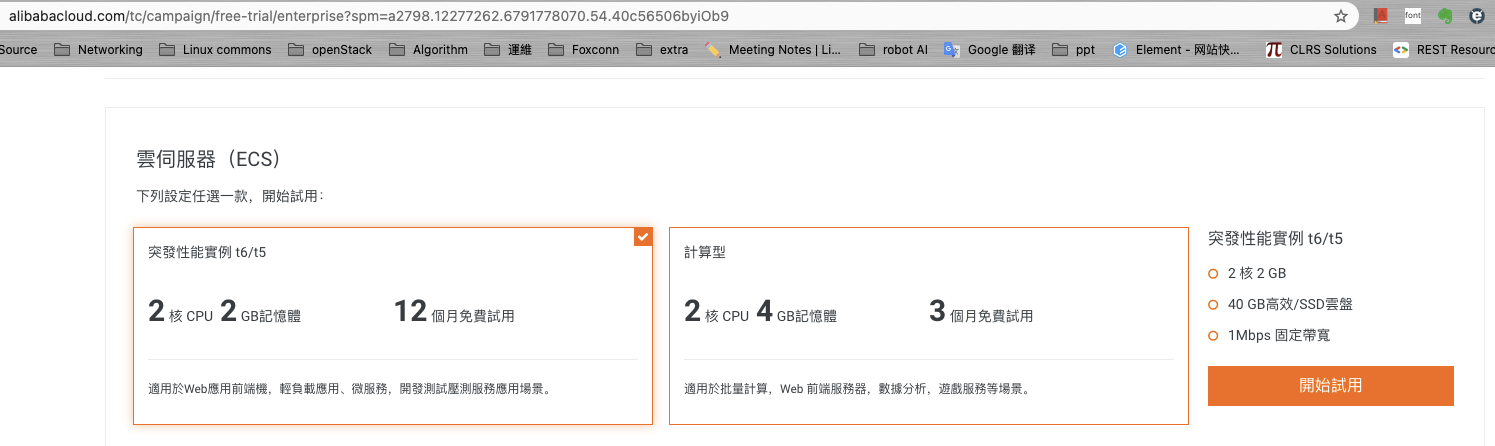 alibabacloud.com/tc/campaign/free-trial/enterprise?spm=a2798.12277262.6791778070.54.40c56506byiOb9
font
Source Networking Linux commons openStack Algorithm 運維 Foxconn extra Meeting Notes | Li... robot AI Google 翻译 ppt Element - 网站快... CLRS Solutions REST Resourc
雲伺服器（ECS）
下列設定任選一款，開始試用：
突發性能實例 t6/t5
2 核 CPU 2 GB記憶體 12 個月免費試用
適用於Web應用前端機，輕負載應用、微服務，開發測試壓測服務應用場景。
計算型
2 核 CPU 4 GB記憶體 3 個月免費試用
適用於批量計算，Web 前端服務器，數據分析，遊戲服務等場景。
突發性能實例 t6/t5
2 核 2 GB
40 GB高效/SSD雲盤
1Mbps 固定帶寬
開始試用